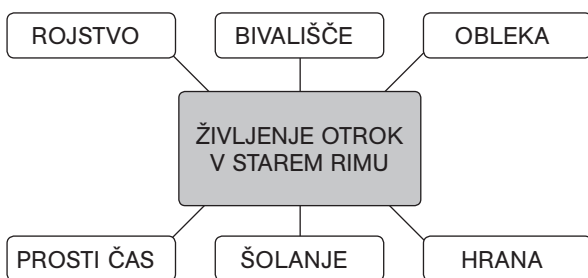 ROJSTVO
BIVALIŠČE
OBLEKA
ŽIVLJENJE OTROK
V STAREM RIMU
PROSTI ČAS
ŠOLANJE
HRANA